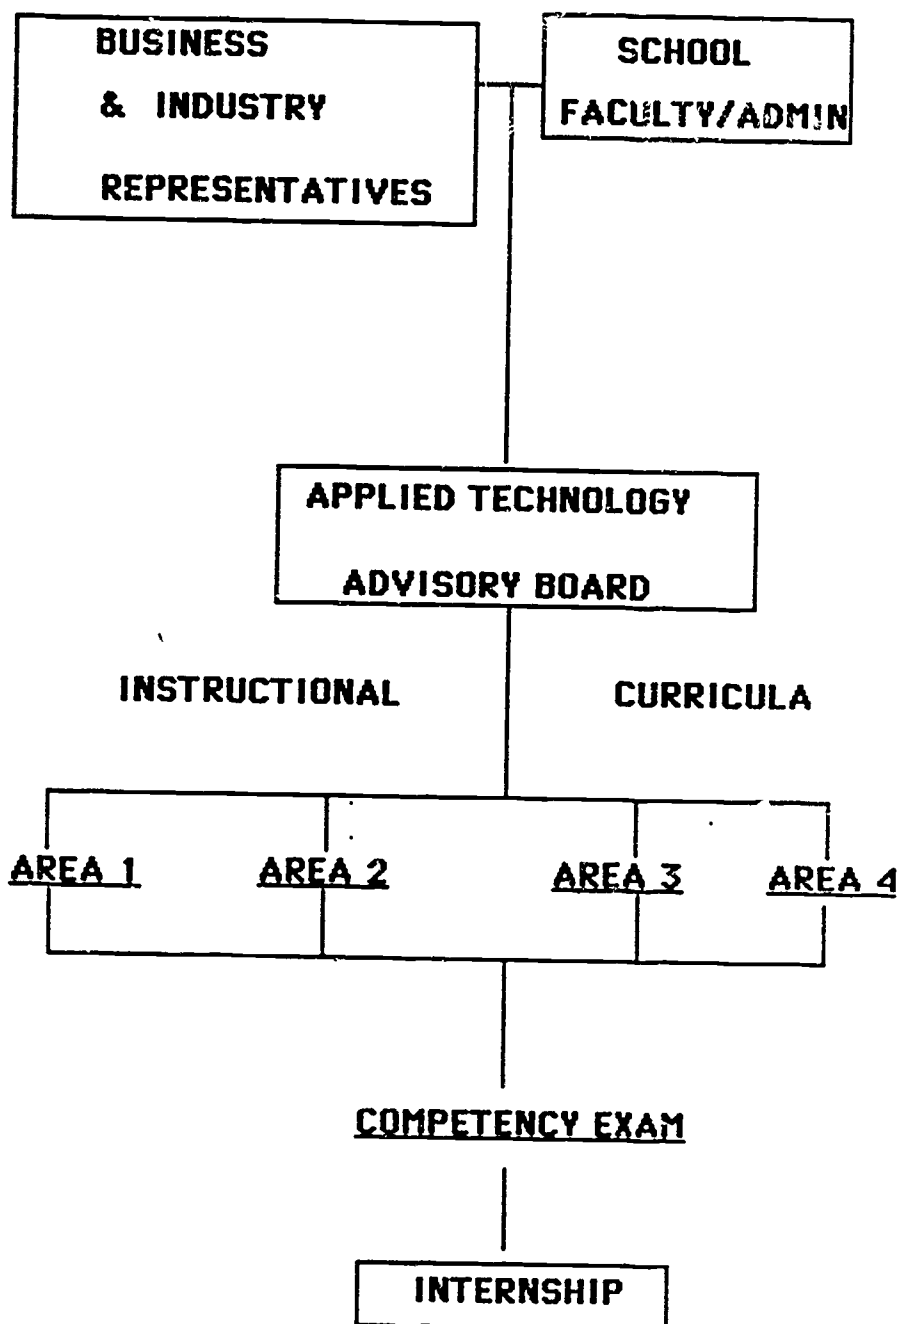 BUSINESS
& INDUSTRY
REPRESENTATIVES
SCHOOL
FACULTY/ADMIN
APPLIED TECHNOLOGY
ADVISORY BOARD
INSTRUCTIONAL CURRICULA
AREA 1 AREA 2 AREA 3 AREA 4
COMPETENCY EXAM
INTERNSHIP